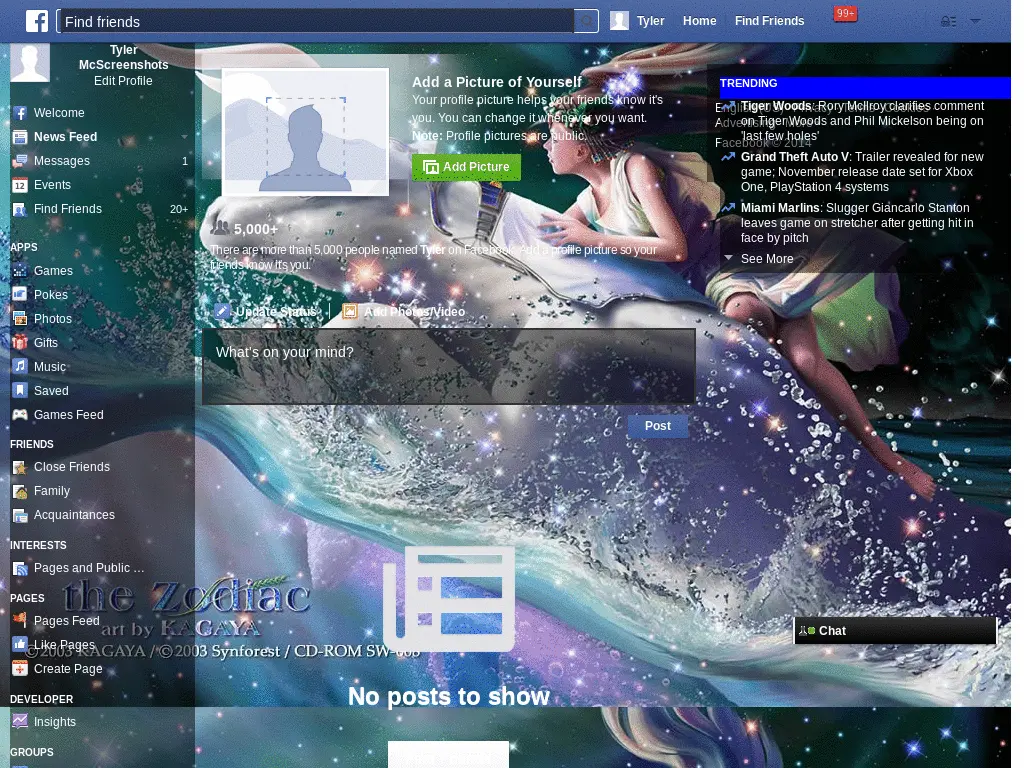 Find friends
Tyler
Home
Find Friends
99+
Tyler
McScreenshots
Edit Profile
Welcome
News Feed
Messages 1
Events
Find Friends 20+
APPS
Games
Pokes
Photos
Gifts
Music
Saved
Games Feed
FRIENDS
Close Friends
Family
Acquaintances
INTERESTS
Pages and Public ...
PAGES
Pages Feed
Like Pages
Create Page
DEVELOPER
Insights
GROUPS
Add a Picture of Yourself
Your profile picture helps your friends know it's
you. You can change it whenever you want.
Note: Profile pictures are public.
Add Picture
5,000+
There are more than 5,000 people named Tyler on Facebook. Add a profile picture so your
friends know it's you.
Update Status
Add Photos/Video
What's on your mind?
Post
No posts to show
the Zodiac
art by KAGAYA
©2003 KAGAYA / ©2003 Synforest / CD-ROM
TRENDING
Tiger Woods: Rory McIlroy clarifies comment
on Tiger Woods and Phil Mickelson being on
'last few holes'
Facebook © 2014
Grand Theft Auto V: Trailer revealed for new
game; November release date set for Xbox
One, PlayStation 4 systems
Miami Marlins: Slugger Giancarlo Stanton
leaves game on stretcher after getting hit in
face by pitch
See More
Chat